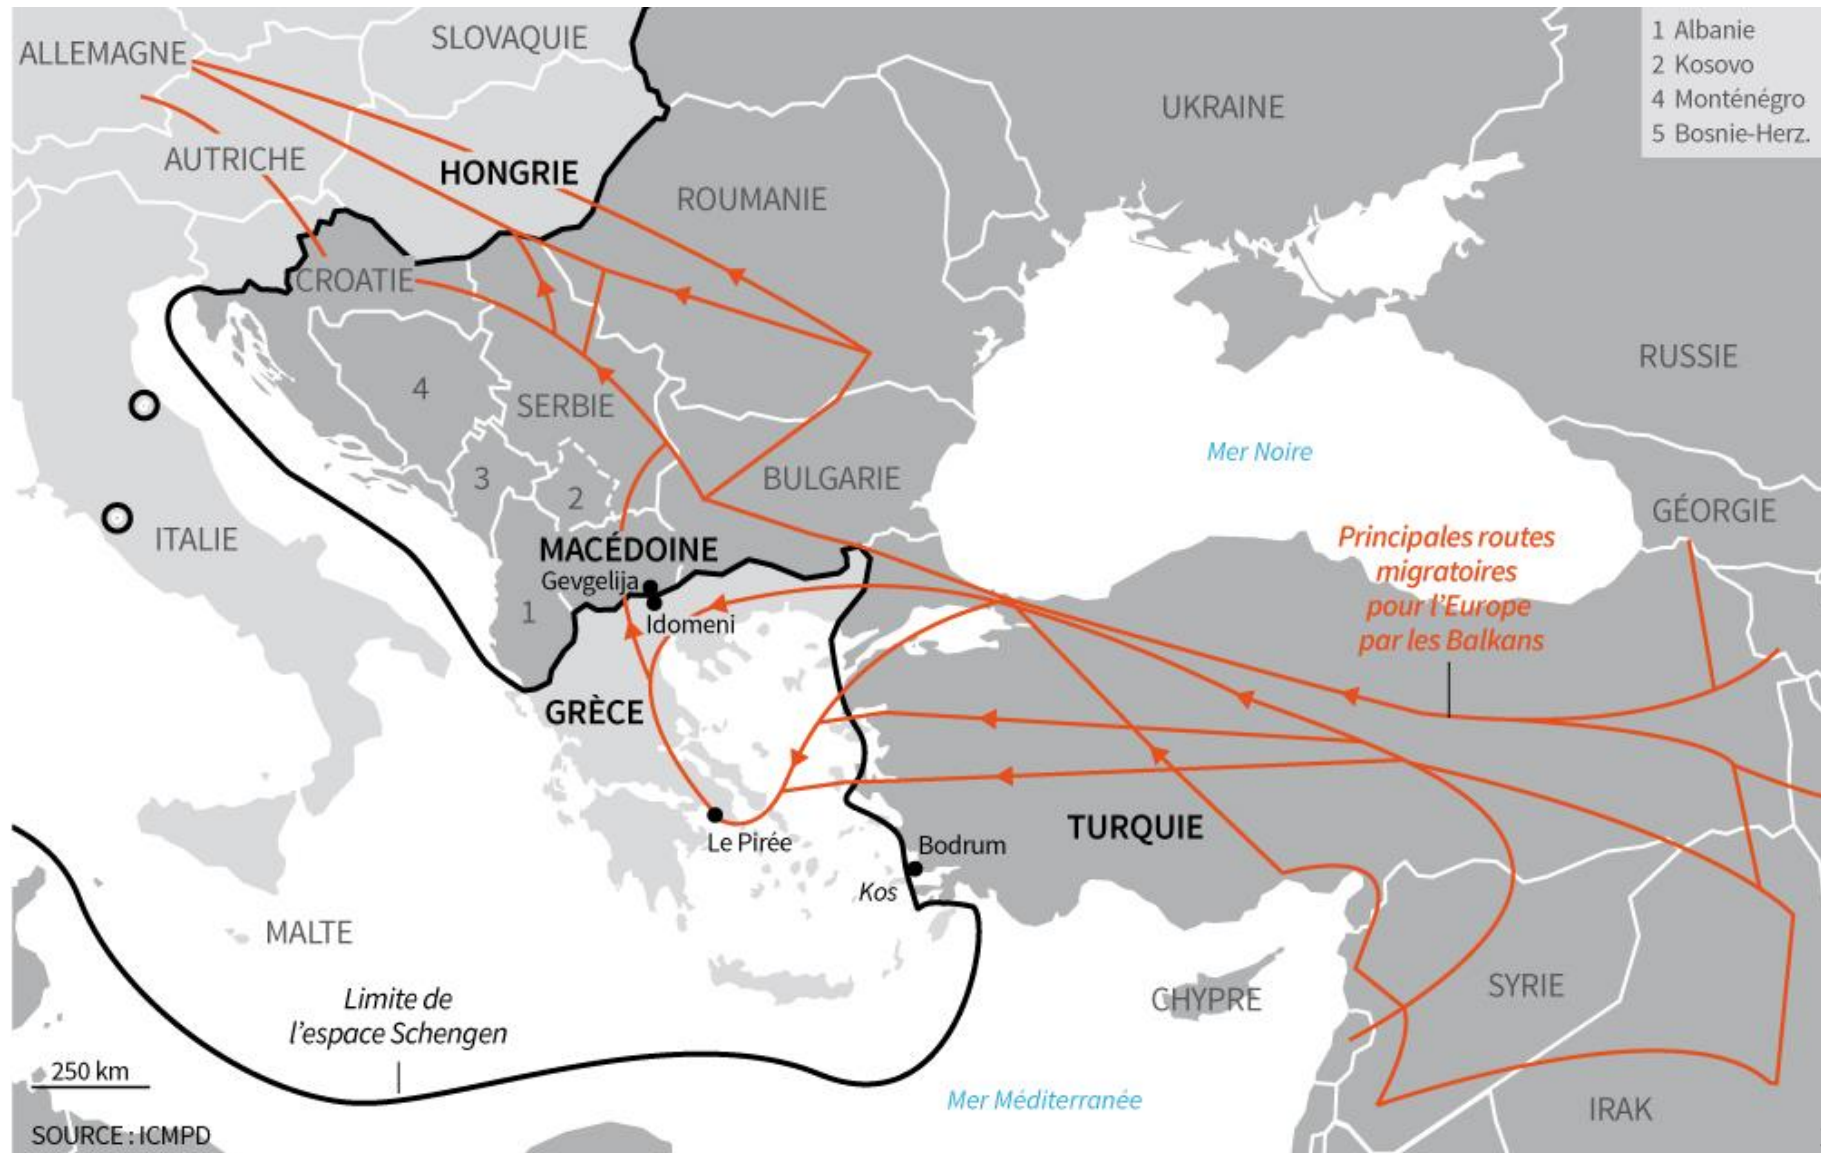 ALLEMAGNE
SLOVAQUIE
1 Albanie
2 Kosovo
4 Monténégro
5 Bosnie-Herz.
UKRAINE
AUTRICHE
HONGRIE
ROUMANIE
CROATIE
RUSSIE
4
SERBIE
Mer Noire
3
2
BULGARIE
GÉORGIE
ITALIE
MACÉDOINE
Principales routes
migratoires
pour l'Europe
par les Balkans
Gevgelija
1
Idomeni
GRÈCE
TURQUIE
Le Pirée
Bodrum
Kos
MALTE
SYRIE
CHYPRE
Limite de
l'espace Schengen
250 km
Mer Méditerranée
IRAK
SOURCE : ICMPD